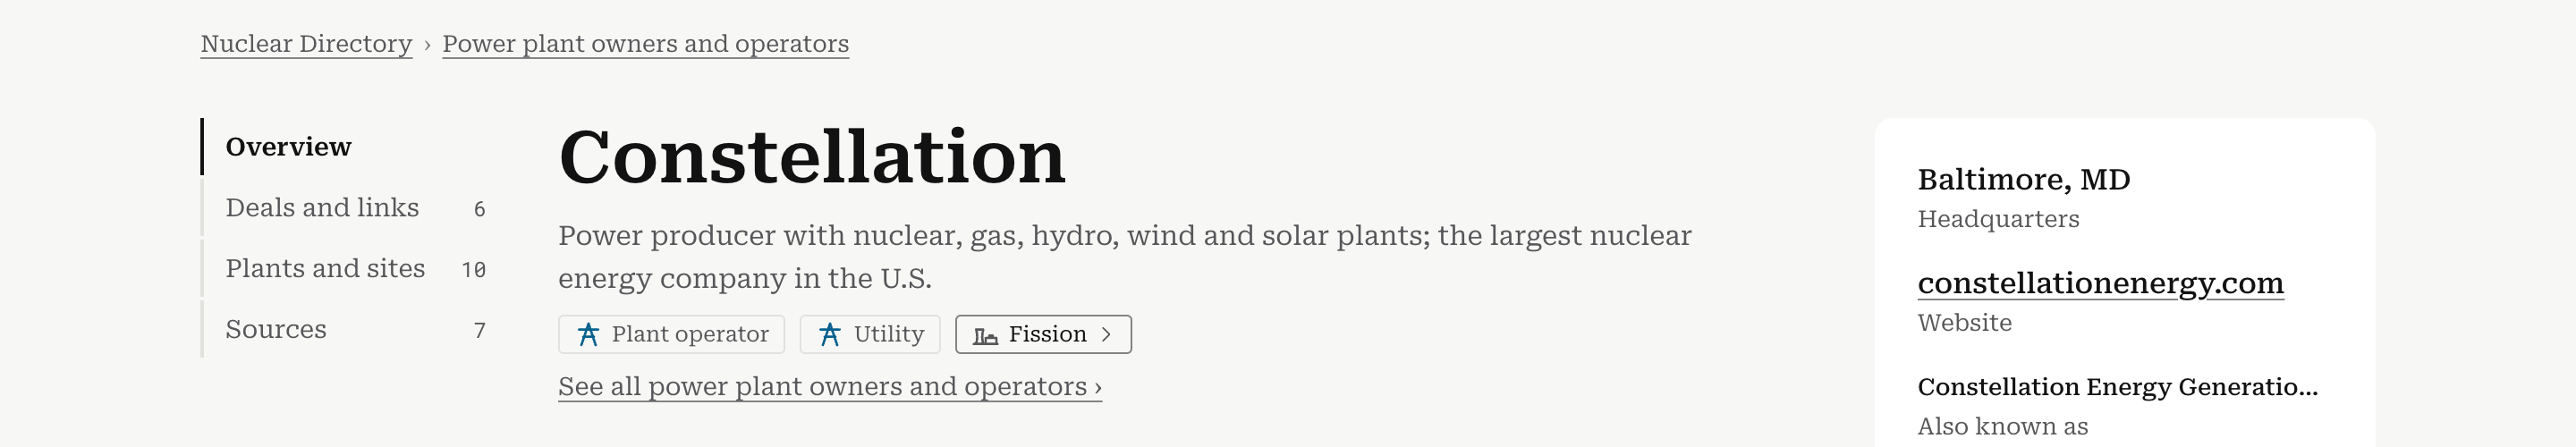 Nuclear Directory › Power plant owners and operators
Overview
Deals and links 6
Plants and sites 10
Sources 7
Constellation
Power producer with nuclear, gas, hydro, wind and solar plants; the largest nuclear
energy company in the U.S.
Plant operator Utility Fission >
See all power plant owners and operators ›
Baltimore, MD
Headquarters
constellationenergy.com
Website
Constellation Energy Generatio...
Also known as